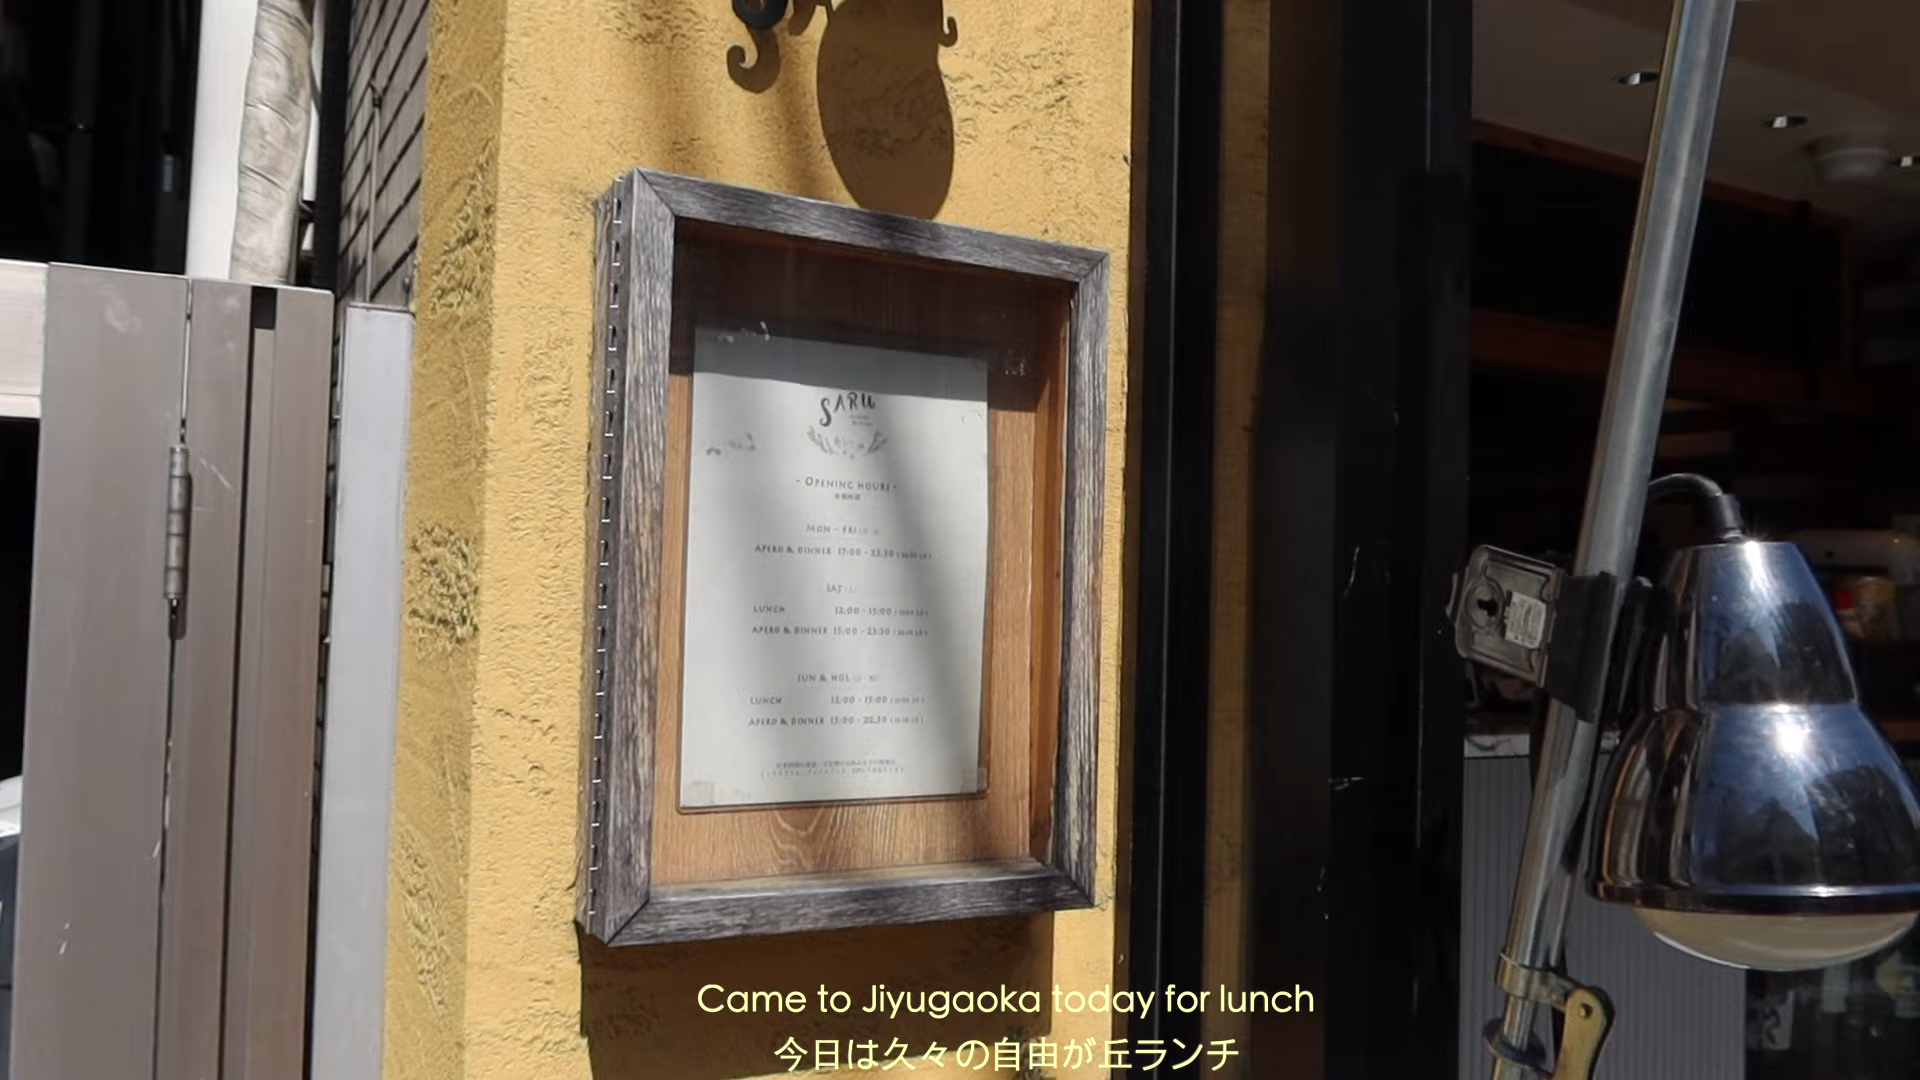 SARU
- OPENING HOURS -
MON - FRI
APERO & DINNER 17:00 - 23:30
SAT
LUNCH 12:00 - 15:00
APERO & DINNER 15:00 - 23:30
SUN & HOL
LUNCH 12:00 - 15:00
APERO & DINNER 15:00 - 22:30
Came to Jiyugaoka today for lunch
今日は久々の自由が丘ランチ